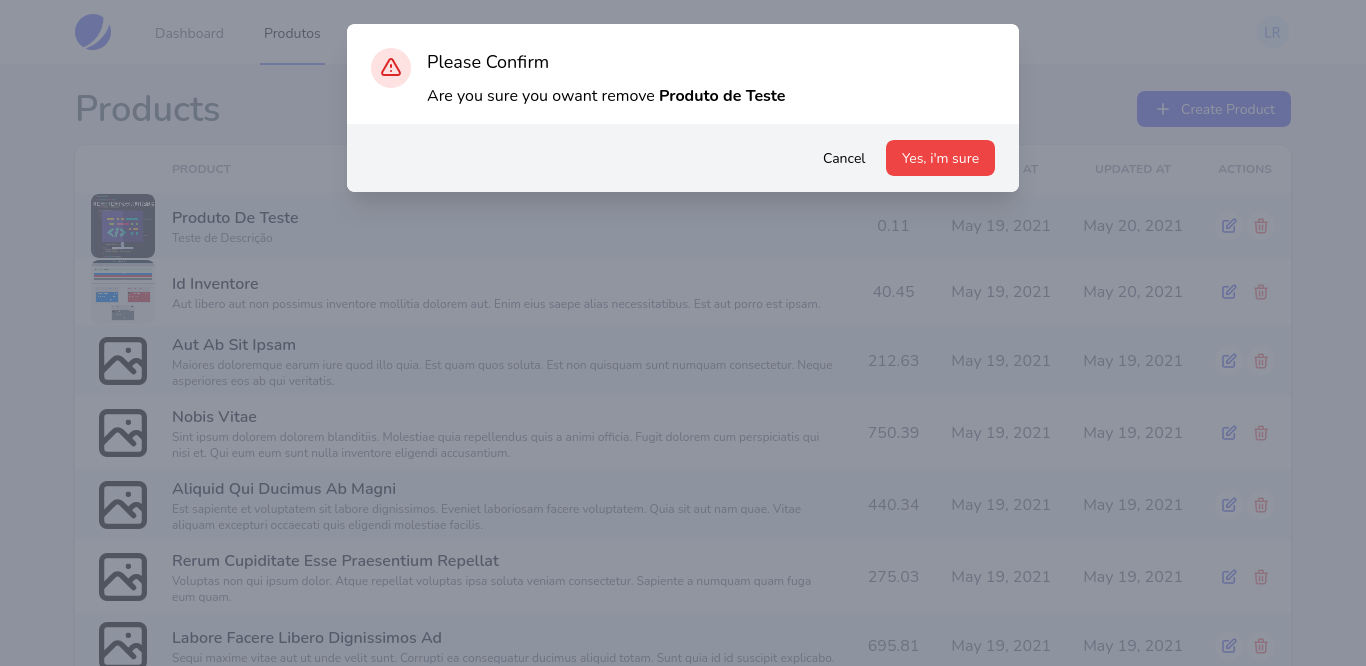 Dashboard Produtos LR
Please Confirm
Are you sure you owant remove Produto de Teste
Cancel Yes, i'm sure
Products
Create Product
PRODUCT AT UPDATED AT ACTIONS
Produto De Teste
Teste de Descrição
0.11 May 19, 2021 May 20, 2021
Id Inventore
Aut libero aut non possimus inventore mollitia dolorem aut. Enim eius saepe alias necessitatibus. Est aut porro est ipsam.
40.45 May 19, 2021 May 20, 2021
Aut Ab Sit Ipsam
Maiores doloremque earum iure quod illo quia. Est quam quos soluta. Est non quisquam sunt numquam consectetur. Neque
asperiores eos ab qui veritatis.
212.63 May 19, 2021 May 19, 2021
Nobis Vitae
Sint ipsum dolorem dolorem blanditiis. Molestiae quia repellendus quis a animi officia. Fugit dolorem cum perspiciatis qui
nisi et. Qui eum eum sunt nulla inventore eligendi accusantium.
750.39 May 19, 2021 May 19, 2021
Aliquid Qui Ducimus Ab Magni
Est sapiente et voluptatem sit labore dignissimos. Eveniet laboriosam facere voluptatem. Quia sit aut nam quae. Vitae
aliquam excepturi occaecati quis eligendi molestiae facilis.
440.34 May 19, 2021 May 19, 2021
Rerum Cupiditate Esse Praesentium Repellat
Voluptas non qui ipsum dolor. Atque repellat voluptas ipsa soluta veniam consectetur. Sapiente a numquam quam fuga
eum quam.
275.03 May 19, 2021 May 19, 2021
Labore Facere Libero Dignissimos Ad
Sequi maxime vitae aut ut unde velit sunt. Corrupti ea consequatur ducimus aliquid totam. Sunt quia id id suscipit explicabo.
695.81 May 19, 2021 May 19, 2021